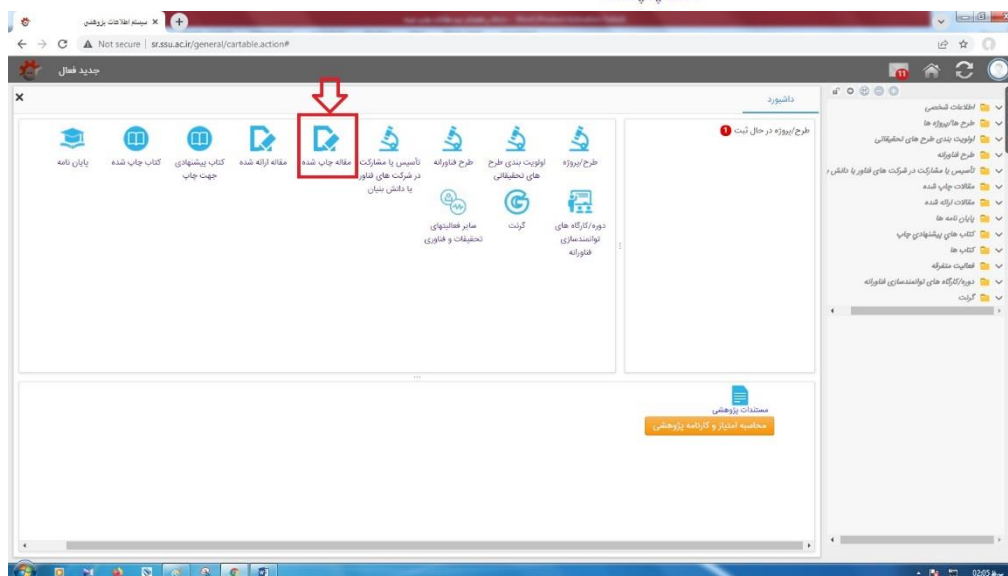 سیستم اطلاعات پژوهشی
Not secure | sr.ssu.ac.ir/general/cartable.action#
جدید فعال
11
داشبورد
طرح/پروژه در حال ثبت 1
طرح/پروژه
اولویت بندی طرح
های تحقیقاتی
طرح فناورانه
تأسیس یا مشارکت
در شرکت های فناور
یا دانش بنیان
مقاله چاپ شده
مقاله ارائه شده
کتاب پیشنهادی
جهت چاپ
کتاب چاپ شده
پایان نامه
دوره/کارگاه های
توانمندسازی
فناورانه
گرنت
سایر فعالیتهای
تحقیقات و فناوری
اطلاعات شخصی
طرح ها/پروژه ها
اولویت بندی طرح های تحقیقاتی
طرح فناورانه
تأسیس یا مشارکت در شرکت های فناور یا دانش
مقالات چاپ شده
مقالات ارائه شده
پایان نامه ها
کتاب های پیشنهادی چاپ
کتاب ها
فعالیت متفرقه
دوره/کارگاه های توانمندسازی فناورانه
گرنت
مستندات پژوهشی
محاسبه امتیاز و کارنامه پژوهشی
02:05